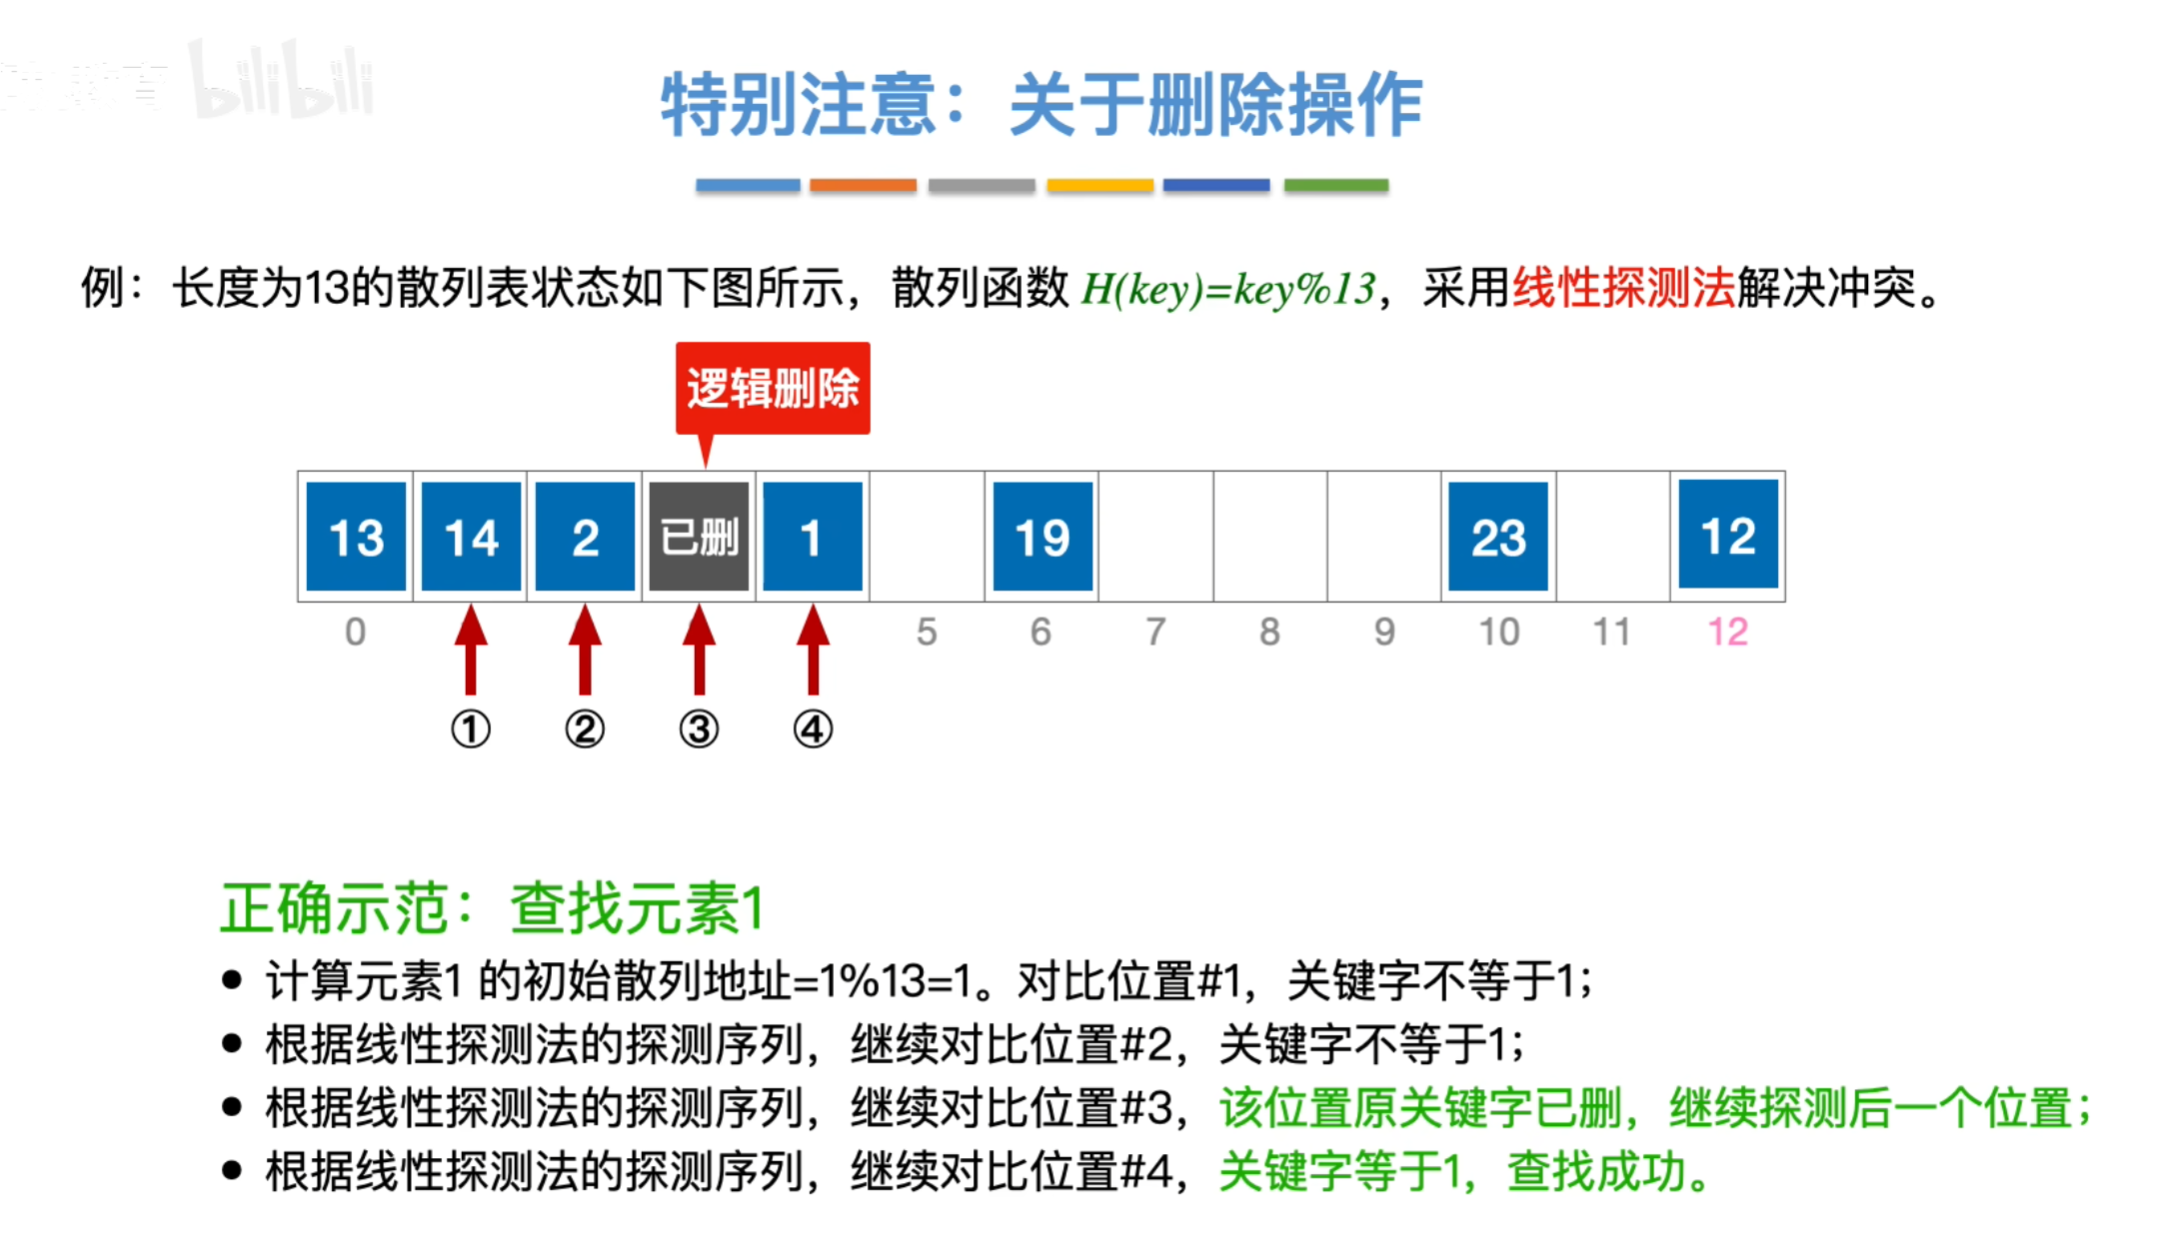 bilibili
特别注意：关于删除操作
例：长度为13的散列表状态如下图所示，散列函数 H(key)=key%13，采用线性探测法解决冲突。
逻辑删除
13 14 2 已删 1 19 23 12
0 5 6 7 8 9 10 11 12
① ② ③ ④
正确示范：查找元素1
● 计算元素1 的初始散列地址=1%13=1。对比位置#1，关键字不等于1；
● 根据线性探测法的探测序列，继续对比位置#2，关键字不等于1；
● 根据线性探测法的探测序列，继续对比位置#3，该位置原关键字已删，继续探测后一个位置；
● 根据线性探测法的探测序列，继续对比位置#4，关键字等于1，查找成功。